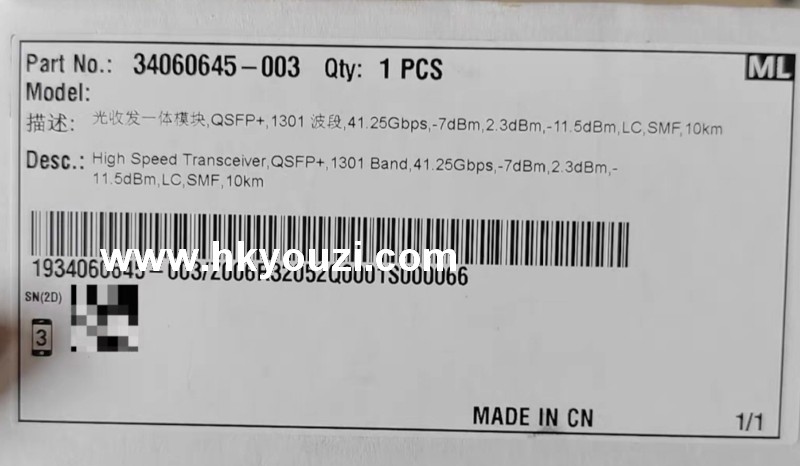 Part No.: 34060645-003 Qty: 1 PCS ML
Model:
描述: 光收发一体模块,QSFP+,1301 波段,41.25Gbps,-7dBm,2.3dBm,-11.5dBm,LC,SMF,10km
Desc.: High Speed Transceiver,QSFP+,1301 Band,41.25Gbps,-7dBm,2.3dBm,-
11.5dBm,LC,SMF,10km
www.hkyouzi.com
1934060645-003/Z006E32052Q0001S000066
SN(2D)
3
MADE IN CN 1/1